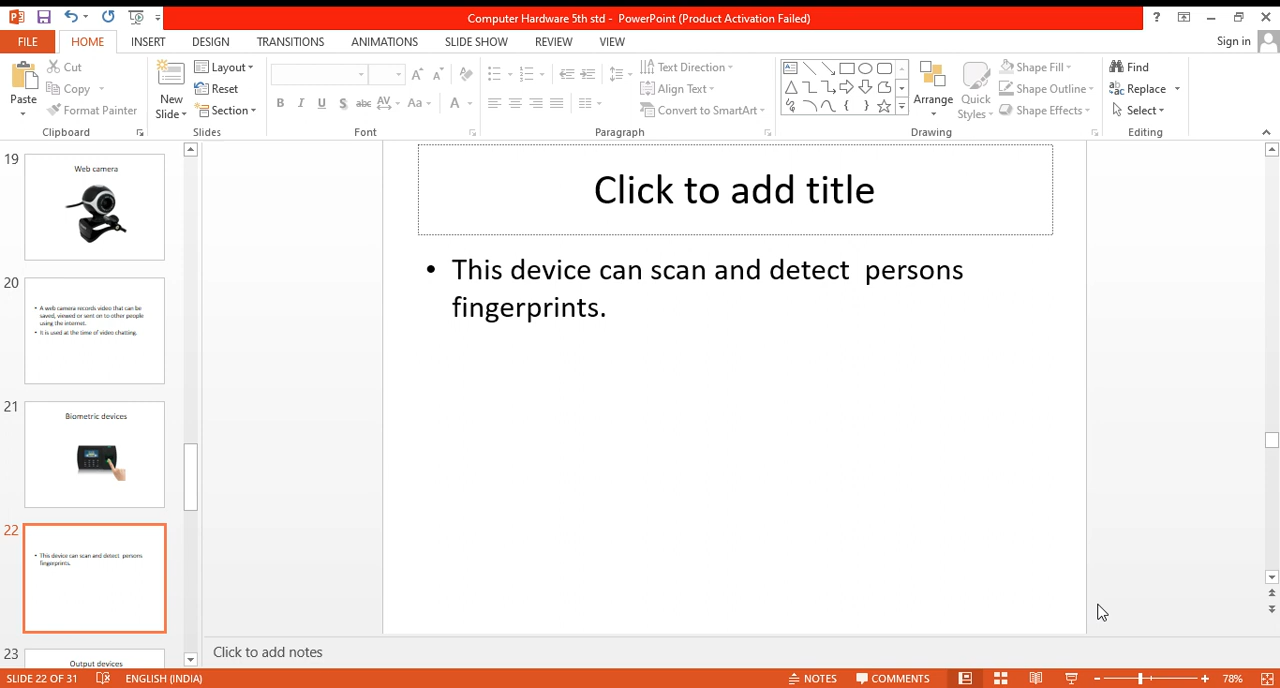 Computer Hardware 5th std - PowerPoint (Product Activation Failed)
FILE HOME INSERT DESIGN TRANSITIONS ANIMATIONS SLIDE SHOW REVIEW VIEW Sign in
Paste
Cut
Copy
Format Painter
Clipboard
New
Slide
Layout
Reset
Section
Slides
Font
Text Direction
Align Text
Convert to SmartArt
Paragraph
Arrange
Quick
Styles
Shape Fill
Shape Outline
Shape Effects
Drawing
Find
Replace
Select
Editing
19
Web camera
20
• A web camera records video that can be
saved, viewed or sent on to other people
using the internet.
• It is used at the time of video chatting.
21
Biometric devices
22
• This device can scan and detect persons
fingerprints.
23
Output devices
Click to add title
• This device can scan and detect  persons
fingerprints.
Click to add notes
SLIDE 22 OF 31 ENGLISH (INDIA) NOTES COMMENTS 78%